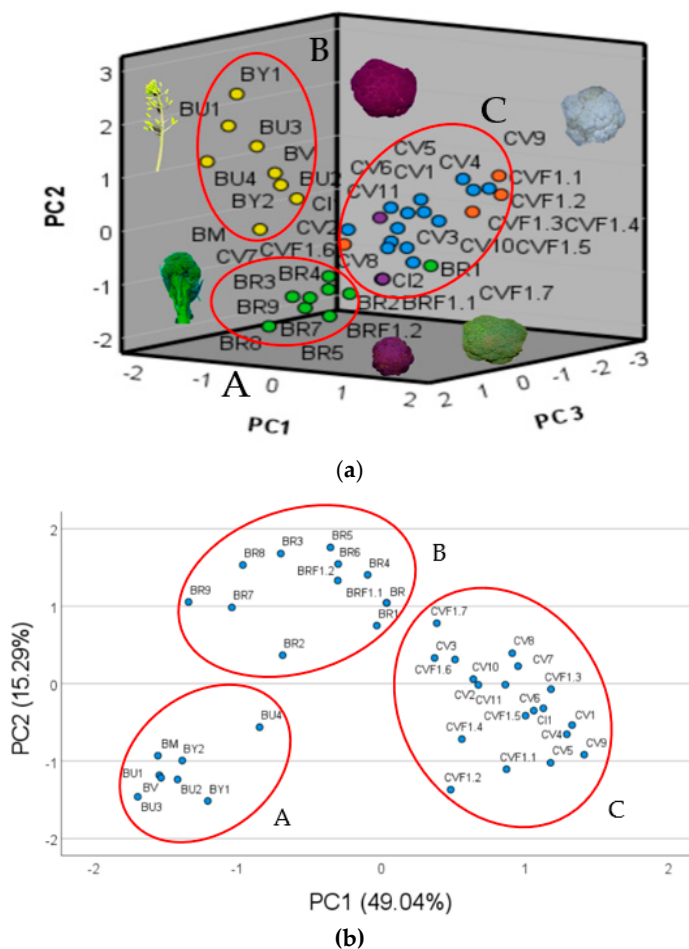 3
2
1
0
-1
-2
PC2
B
BY1
BU1
BU3
BV
BU4
BU2
BY2
CI1
BM
CV2
CV7
CVF1.6
C
CV9
CV5
CV6
CV1
CV4
CV11
CVF1.1
CVF1.2
CVF1.3
CVF1.4
CV3
CV10
CVF1.5
CV8
BR1
CI2
CVF1.7
BR3
BR4
BR9
BR2
BRF1.1
BR7
BRF1.2
BR8
BR5
A
-2
-1
0
1
2
PC1
2
1
0
-1
-2
-3
PC3
(a)
2
1
0
-1
-2
PC2 (15.29%)
BR5
B
BR8
BR3
BR6
BRF1.2
BR4
BR9
BR7
BRF1.1
BR
BR1
BR2
CVF1.7
CV3
CV8
CVF1.6
CV10
CV7
CV2
CV11
CVF1.3
CV6
CVF1.5
CI1
CV1
CVF1.4
CV4
CV9
CVF1.1
CV5
CVF1.2
C
BU4
BM
BY2
BU1
BV
BU2
BY1
BU3
A
-2
-1
0
1
2
PC1 (49.04%)
(b)